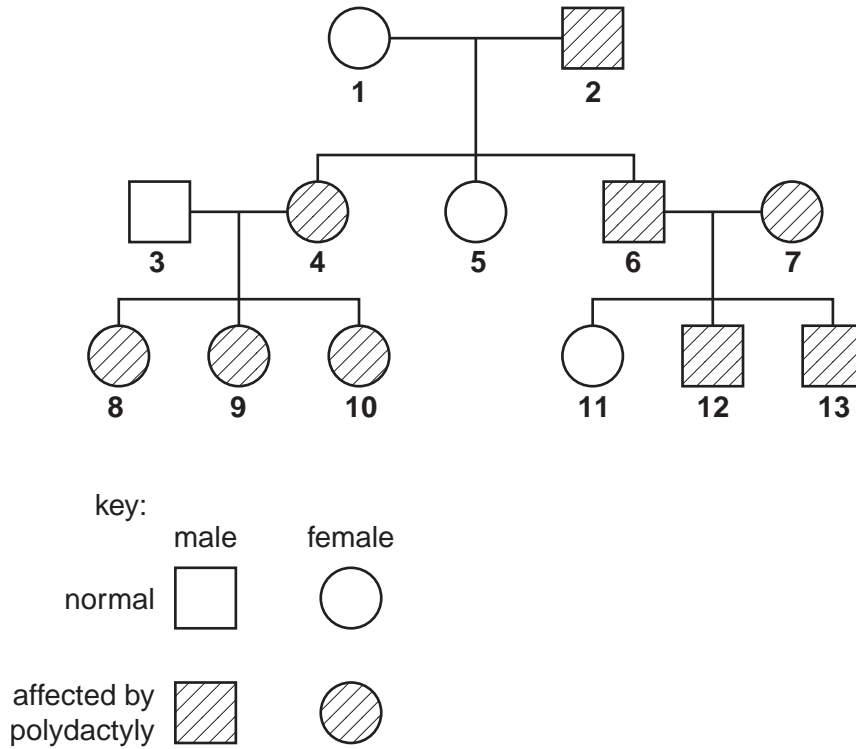 1 2
3 4 5 6 7
8 9 10 11 12 13
key:
male female
normal
affected by
polydactyly